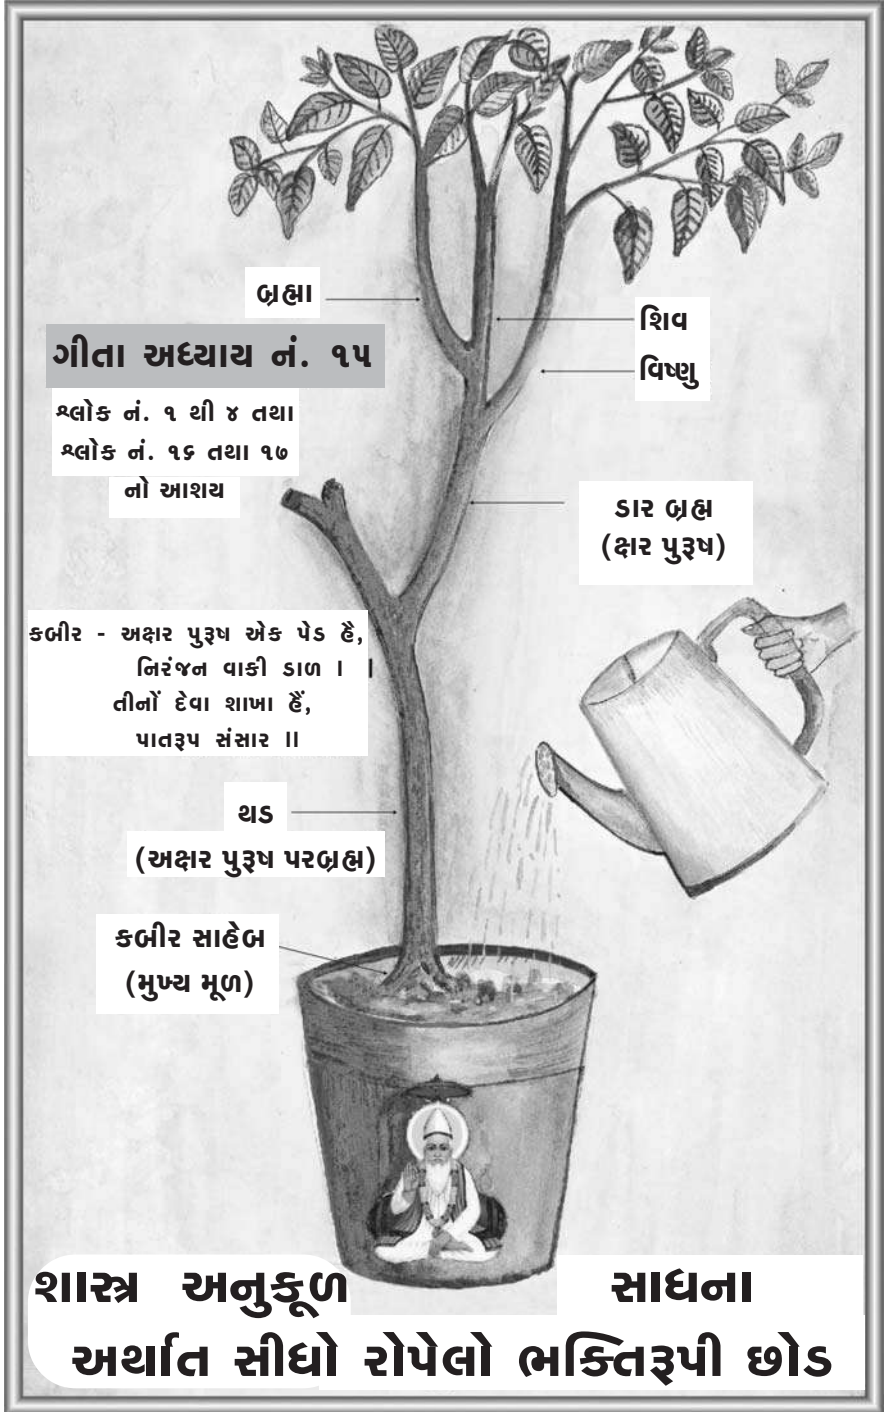 બ્રહ્મા
શિવ
વિષ્ણુ
ગીતા અધ્યાય નં. ૧૫
શ્લોક નં. ૧ થી ૪ તથા
શ્લોક નં. ૧૬ તથા ૧૭
નો આશય
ડાર બ્રહ્મ
(ક્ષર પુરૂષ)
કબીર - અક્ષર પુરૂષ એક પેડ હૈ,
નિરંજન વાકી ડાળ ।
તીનોં દેવા શાખા હૈં,
પાતરૂપ સંસાર ॥
થડ
(અક્ષર પુરૂષ પરબ્રહ્મ)
કબીર સાહેબ
(મુખ્ય મૂળ)
શાસ્ત્ર અનુકૂળ સાધના
અર્થાત સીધો રોપેલો ભક્તિરૂપી છોડ